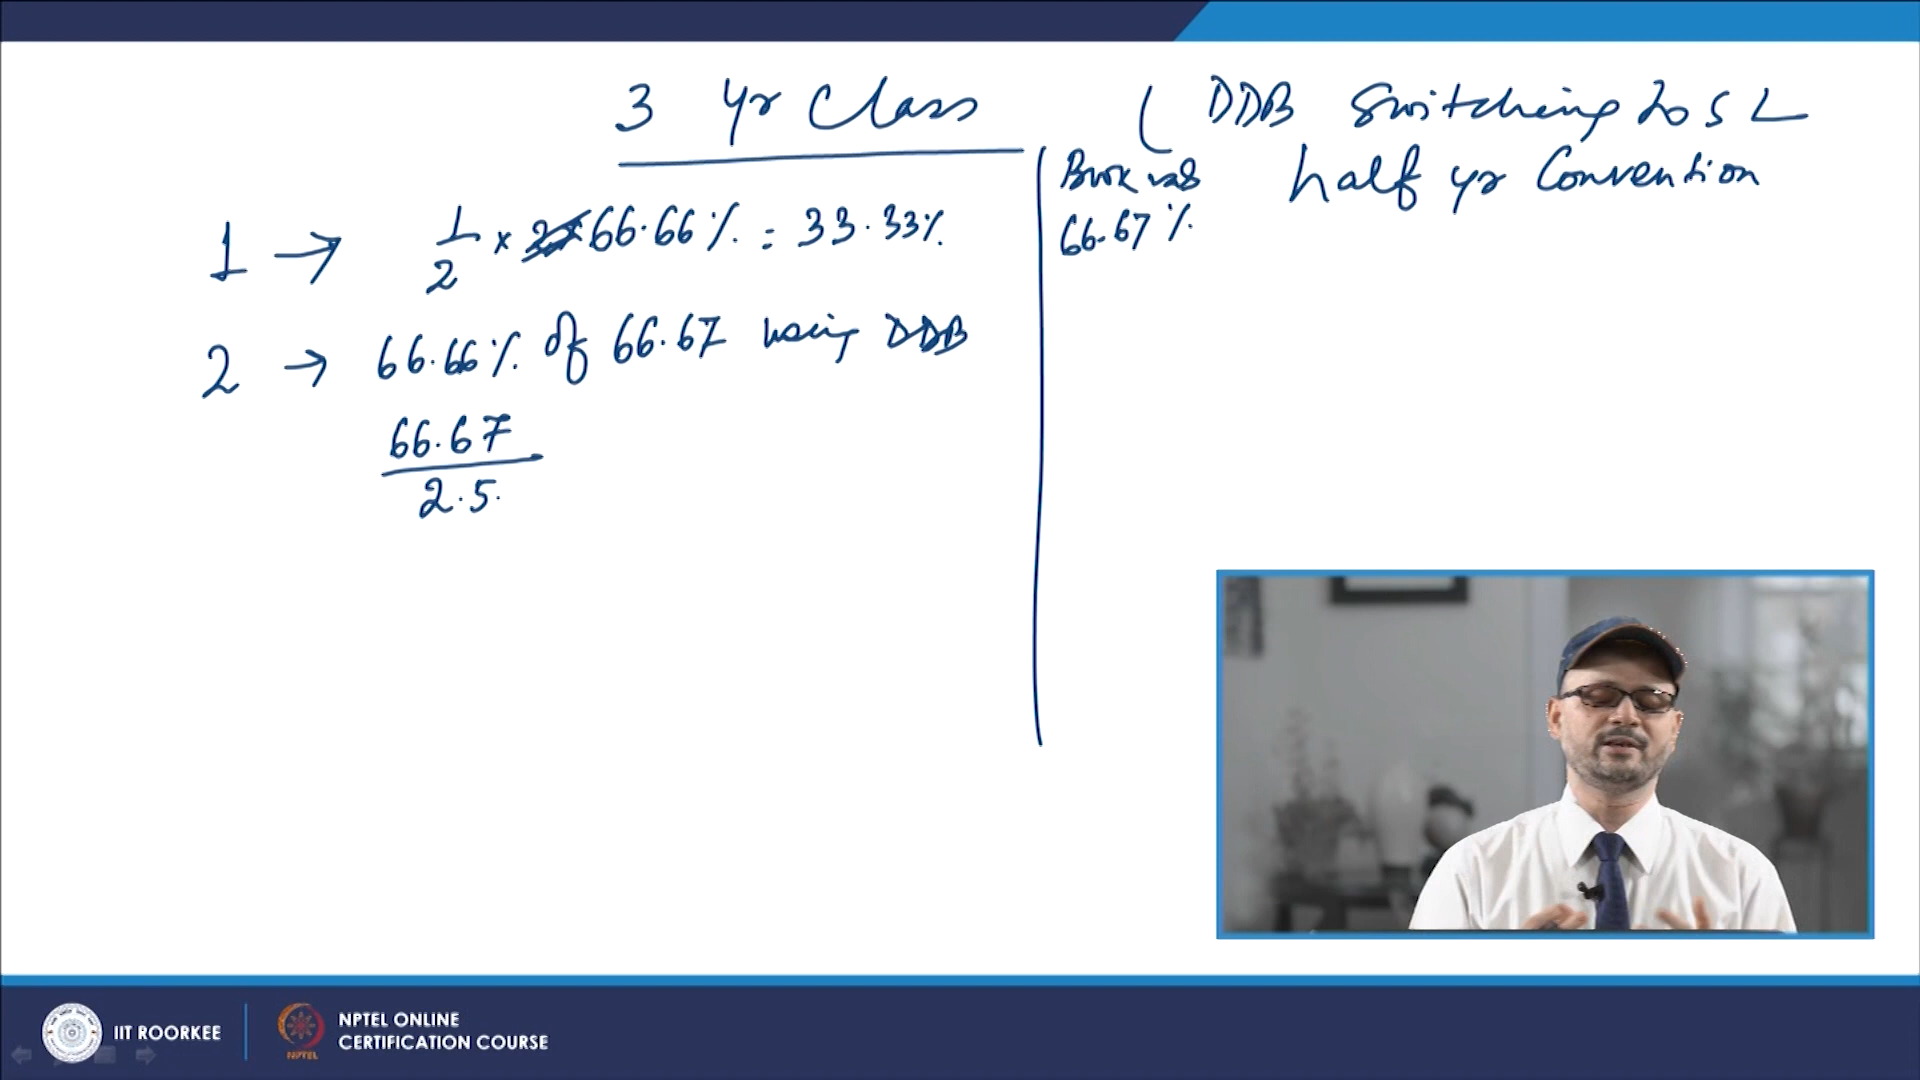 3 Yr Class
( DDB Switching to SL
half yr Convention
Book val
66.67 %
1 → 1/2 × 66.66 % = 33.33%
2 → 66.66% of 66.67 using DDB
66.67
2.5
IIT ROORKEE
NPTEL
NPTEL ONLINE
CERTIFICATION COURSE